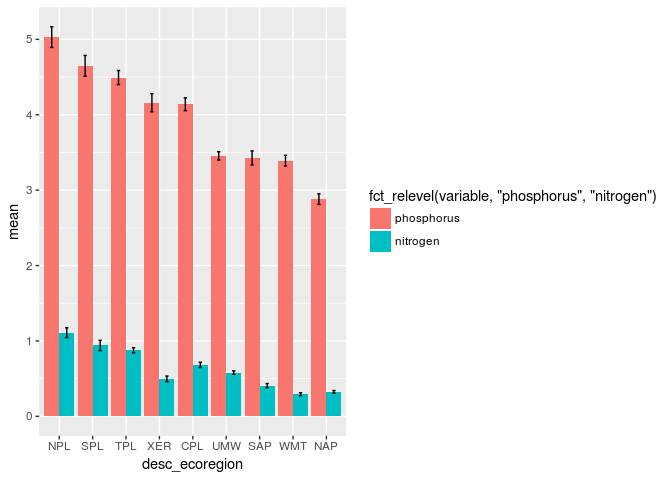 5
4
3
2
1
0
mean
NPL SPL TPL XER CPL UMW SAP WMT NAP
desc_ecoregion
fct_relevel(variable, "phosphorus", "nitrogen")
phosphorus
nitrogen